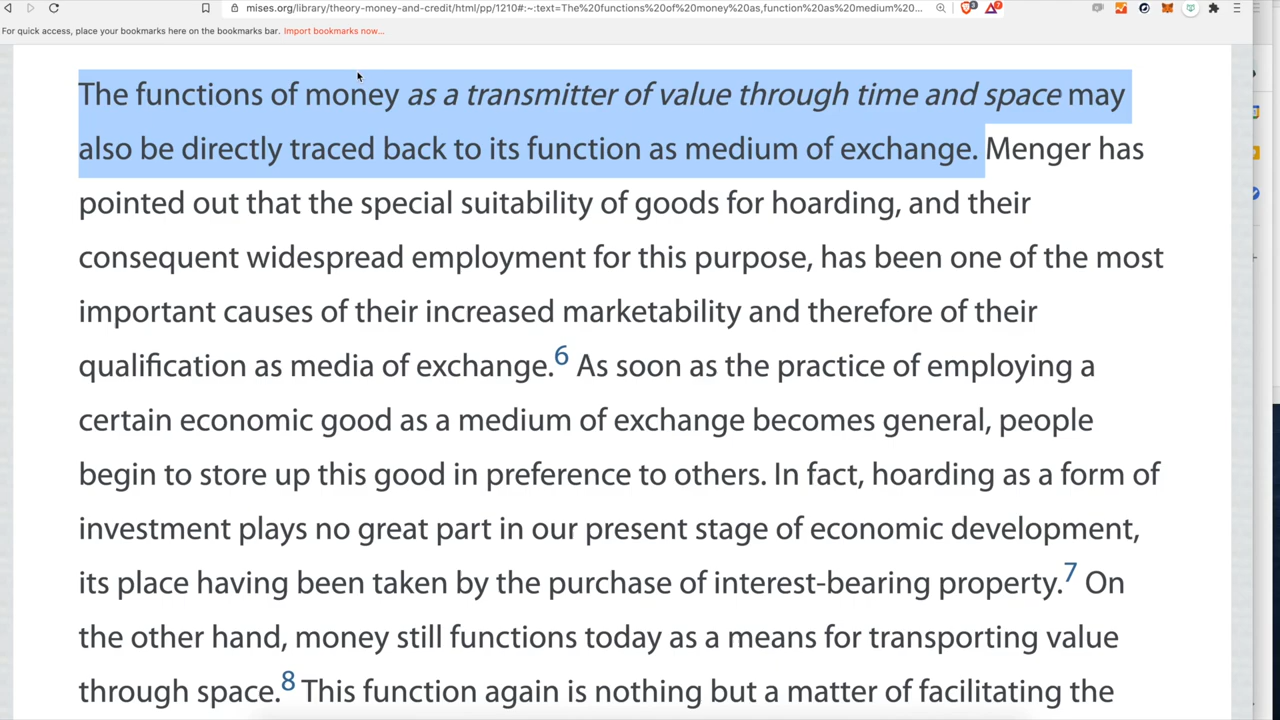 mises.org/library/theory-money-and-credit/html/pp/1210#:~:text=The%20functions%20of%20money%20as,function%20as%20medium%20...
For quick access, place your bookmarks here on the bookmarks bar. Import bookmarks now...
The functions of money as a transmitter of value through time and space may
also be directly traced back to its function as medium of exchange. Menger has
pointed out that the special suitability of goods for hoarding, and their
consequent widespread employment for this purpose, has been one of the most
important causes of their increased marketability and therefore of their
qualification as media of exchange.6 As soon as the practice of employing a
certain economic good as a medium of exchange becomes general, people
begin to store up this good in preference to others. In fact, hoarding as a form of
investment plays no great part in our present stage of economic development,
its place having been taken by the purchase of interest-bearing property.7 On
the other hand, money still functions today as a means for transporting value
through space.8 This function again is nothing but a matter of facilitating the